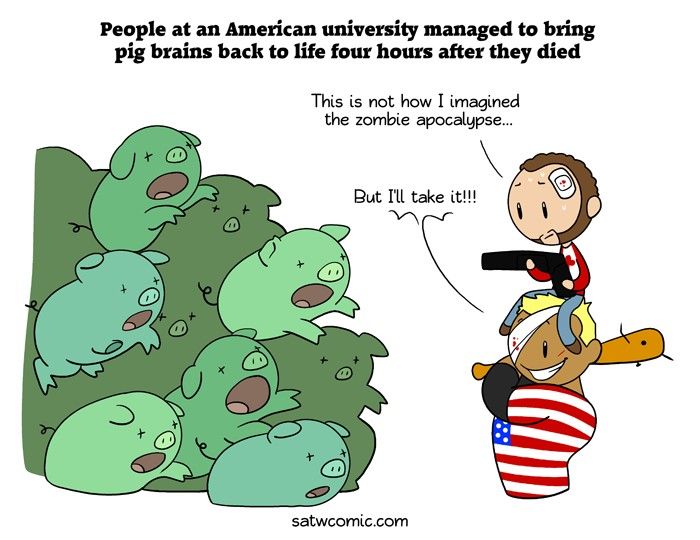 People at an American university managed to bring
pig brains back to life four hours after they died
This is not how I imagined
the zombie apocalypse...
But I'll take it!!!
satwcomic.com